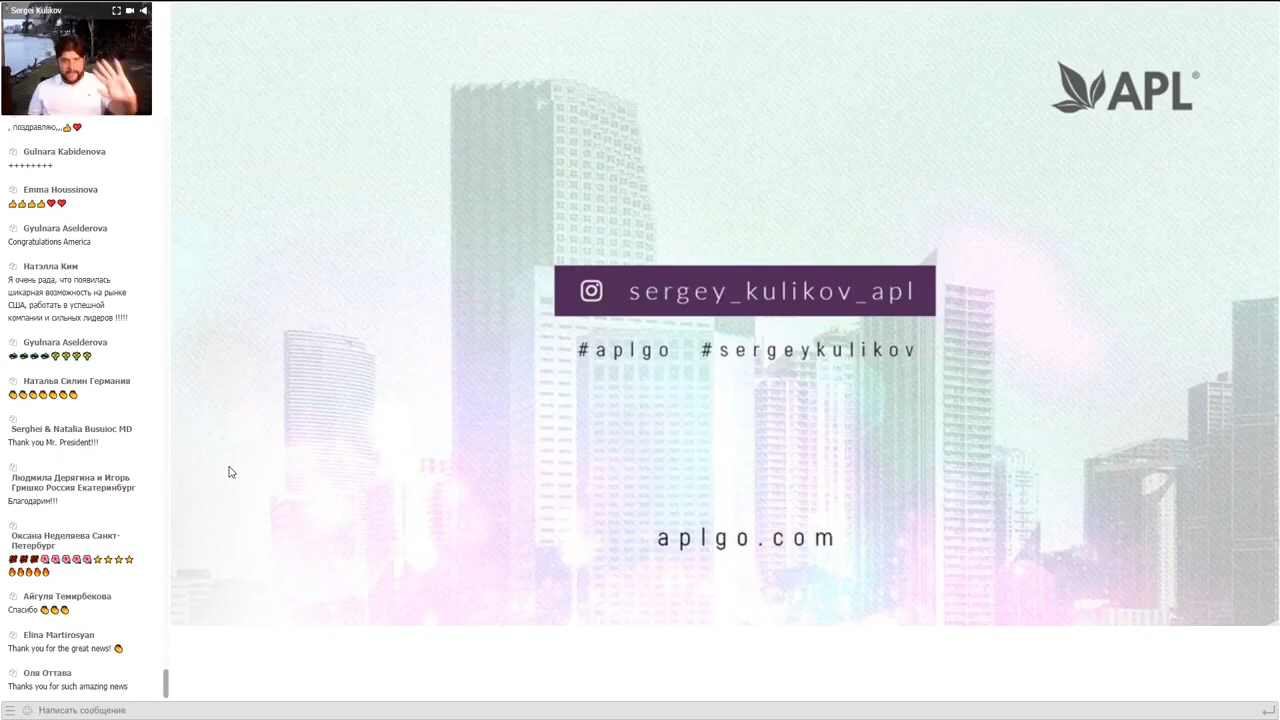 Sergei Kulikov
, поздравляю,,,👍❤
Gulnara Kabidenova
++++++++
Emma Houssinova
👍👍👍👍❤❤
Gyulnara Aselderova
Congratulations America
Натэлла Ким
Я очень рада, что появилась
шикарная возможность на рынке
США, работать в успешной
компании и сильных лидеров !!!!!
Gyulnara Aselderova
Наталья Силин Германия
👏👏👏👏👏👏👏
Serghei & Natalia Busuioc MD
Thank you Mr. President!!!
Людмила Дерягина и Игорь
Гришко Россия Екатеринбург
Благодарим!!!
Оксана Неделяева Санкт-
Петербург
Айгуля Темирбекова
Спасибо 👏👏👏
Elina Martirosyan
Thank you for the great news! 👏
Оля Оттава
Thanks you for such amazing news
Написать сообщение
APL®
sergey_kulikov_apl
#aplgo #sergeykulikov
aplgo.com